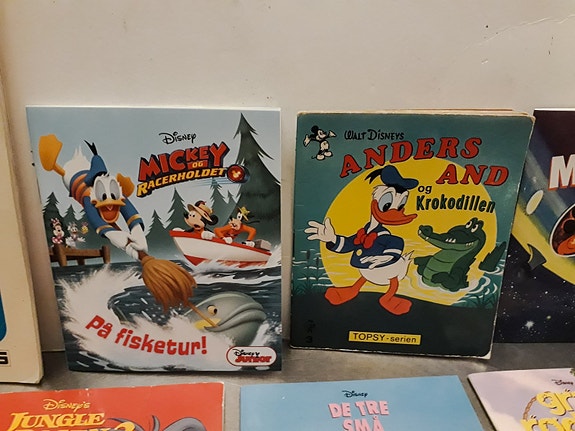 Disney
MICKEY
OG
RACERHOLDET
på fisketur!
Disney
JUNIOR
WALT DISNEYS
ANDERS
AND
og
Krokodillen
TOPSY-serien
M
S
DISNEY'S
JUNGLE
Disney
DE TRE
SMÅ
Disney